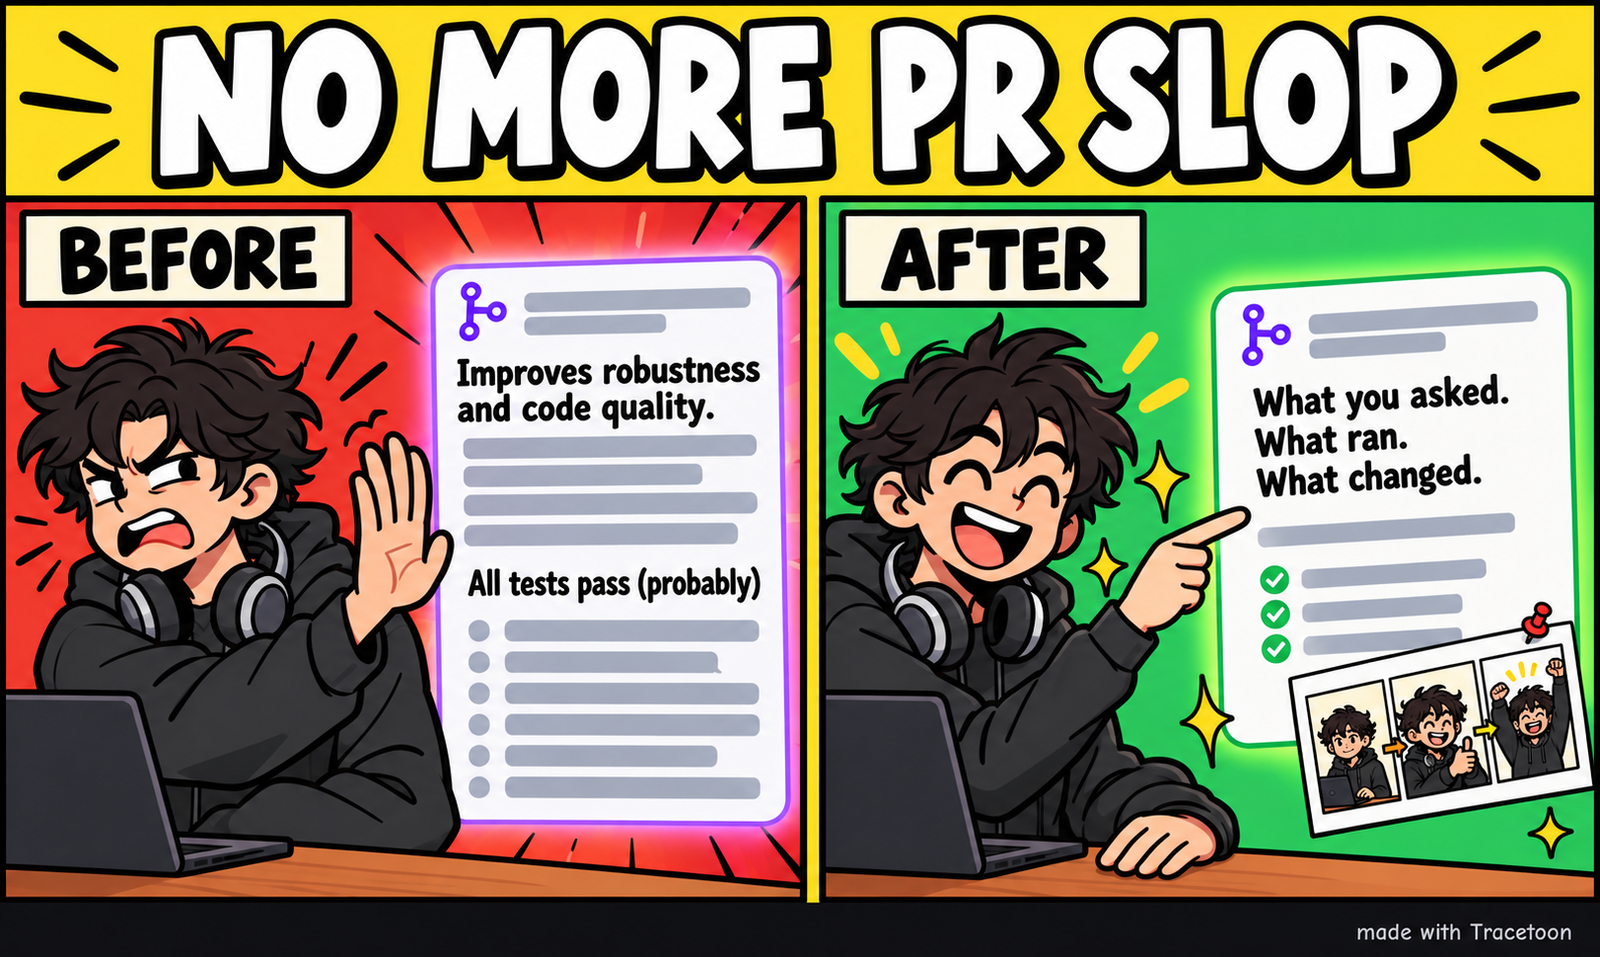 NO MORE PR SLOP
BEFORE
Improves robustness
and code quality.
All tests pass (probably)
AFTER
What you asked.
What ran.
What changed.
made with Tracetoon